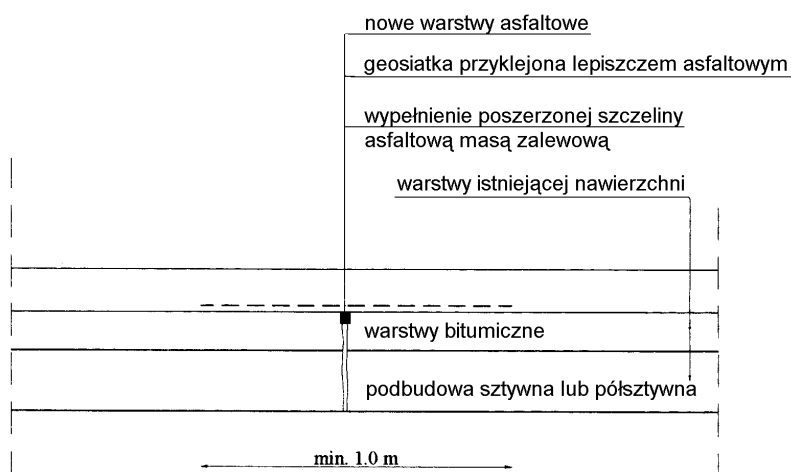 nowe warstwy asfaltowe
geosiatka przyklejona lepiszczem asfaltowym
wypełnienie poszerzonej szczeliny
asfaltową masą zalewową
warstwy istniejącej nawierzchni
warstwy bitumiczne
podbudowa sztywna lub półsztywna
min. 1.0 m